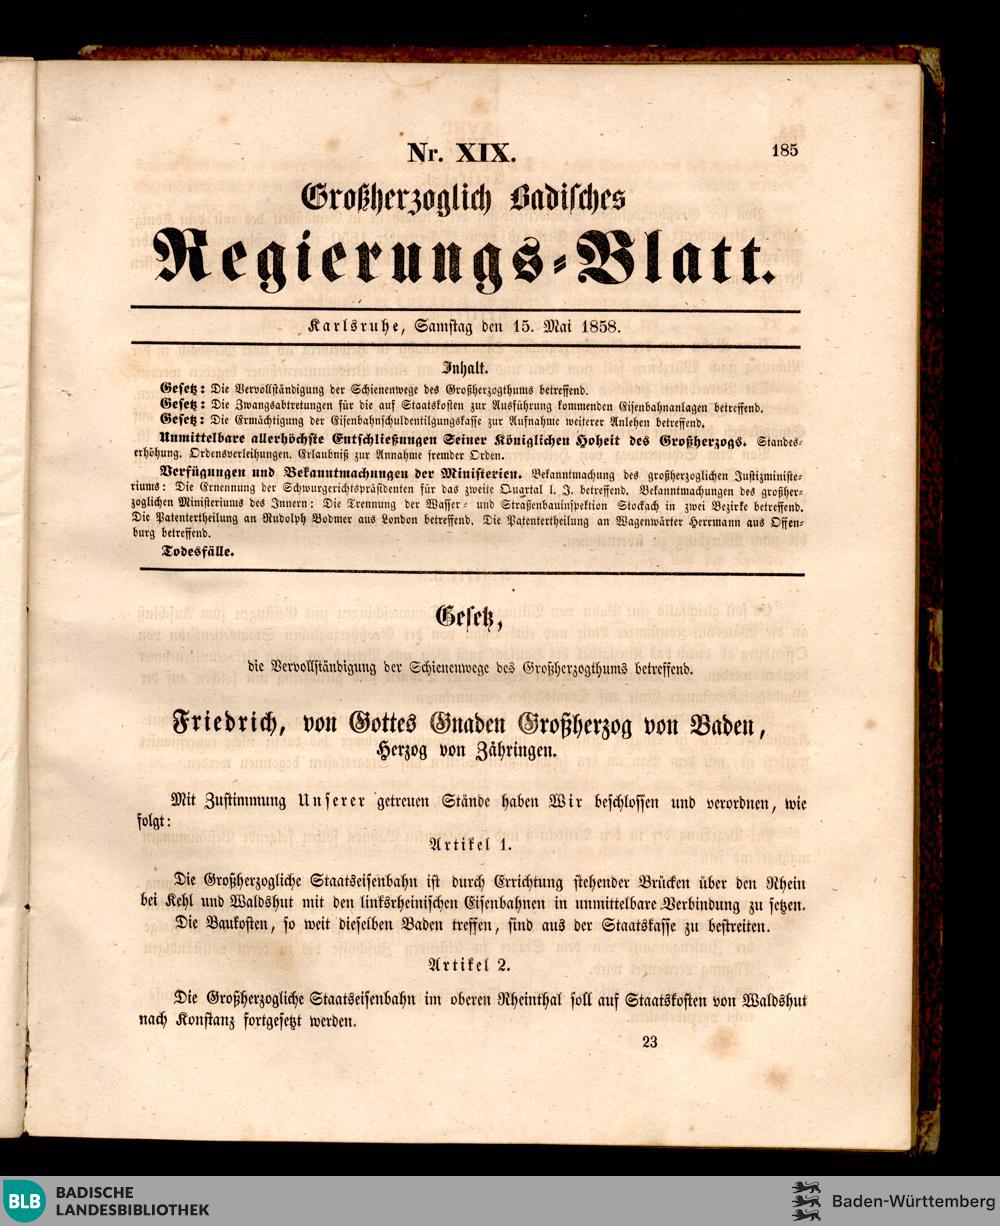 Nr. XIX.
185
Großherzoglich Badisches
Regierungs-Blatt.
Karlsruhe, Samstag den 15. Mai 1858.
Inhalt.
Gesetz: Die Vervollständigung der Schienenwege des Großherzogthums betreffend.
Gesetz: Die Zwangsabtretungen für die auf Staatskosten zur Ausführung kommenden Eisenbahnanlagen betreffend.
Gesetz: Die Ermächtigung der Eisenbahnschuldentilgungskasse zur Aufnahme weiterer Anlehen betreffend.
Unmittelbare allerhöchste Entschließungen Seiner Königlichen Hoheit des Großherzogs. Standes-
erhöhung. Ordensverleihungen. Erlaubniß zur Annahme fremder Orden.
Verfügungen und Bekanntmachungen der Ministerien. Bekanntmachung des großherzoglichen Justizministe-
riums: Die Ernennung der Schwurgerichtspräsidenten für das zweite Quartal l. J. betreffend. Bekanntmachungen des großher-
zoglichen Ministeriums des Innern: Die Trennung der Wasser- und Straßenbauinspektion Stockach in zwei Bezirke betreffend.
Die Patentertheilung an Rudolph Bodmer aus London betreffend. Die Patentertheilung an Wagenwärter Herrmann aus Offen-
burg betreffend.
Todesfälle.
Gesetz,
die Vervollständigung der Schienenwege des Großherzogthums betreffend.
Friedrich, von Gottes Gnaden Großherzog von Baden,
Herzog von Zähringen.
Mit Zustimmung Unserer getreuen Stände haben Wir beschlossen und verordnen, wie
folgt:
Artikel 1.
Die Großherzogliche Staatseisenbahn ist durch Errichtung stehender Brücken über den Rhein
bei Kehl und Waldshut mit den linksrheinischen Eisenbahnen in unmittelbare Verbindung zu setzen.
Die Baukosten, so weit dieselben Baden treffen, sind aus der Staatskasse zu bestreiten.
Artikel 2.
Die Großherzogliche Staatseisenbahn im oberen Rheinthal soll auf Staatskosten von Waldshut
nach Konstanz fortgesetzt werden.
23
BLB BADISCHE
LANDESBIBLIOTHEK
Baden-Württemberg